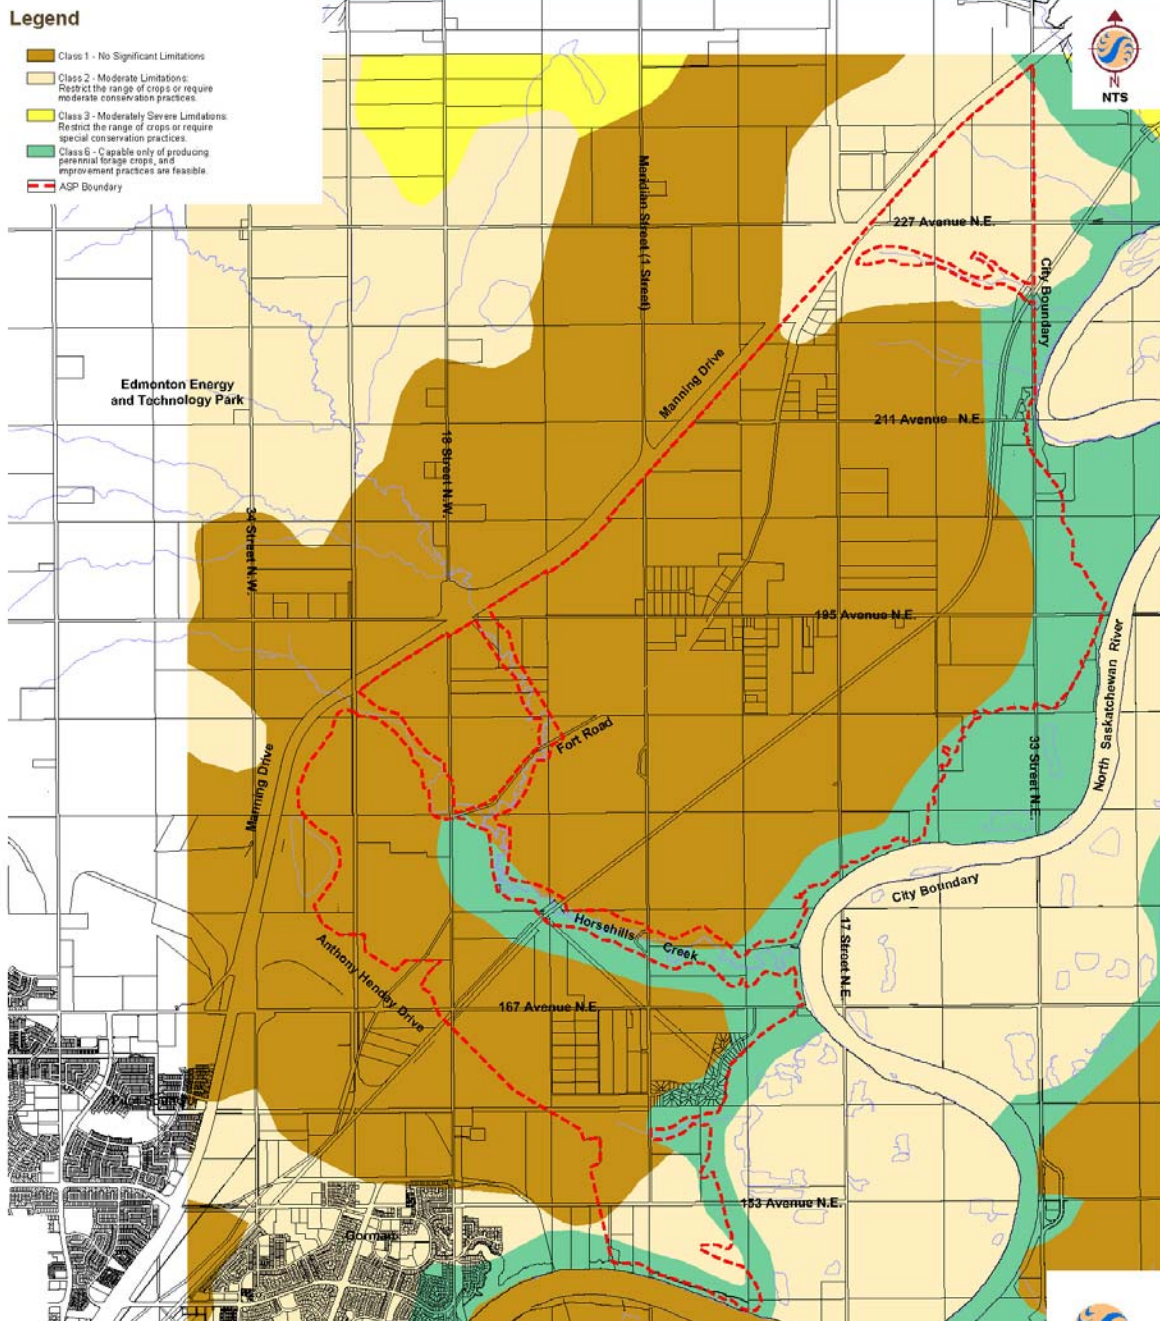 Legend
Class 1 - No Significant Limitations
Class 2 - Moderate Limitations:
Restrict the range of crops or require
moderate conservation practices.
Class 3 - Moderately Severe Limitations:
Restrict the range of crops or require
special conservation practices.
Class 6 - Capable only of producing
perennial forage crops, and
improvement practices are feasible.
ASP Boundary
N
NTS
Meridian Street (1 Street)
227 Avenue N.E.
City Boundary
Edmonton Energy
and Technology Park
Manning Drive
211 Avenue N.E.
18 Street N.W.
34 Street N.W.
195 Avenue N.E.
North Saskatchewan River
Fort Road
33 Street N.E.
Manning Drive
City Boundary
Horsehills
Creek
17 Street N.E.
Anthony Henday Drive
167 Avenue N.E.
153 Avenue N.E.